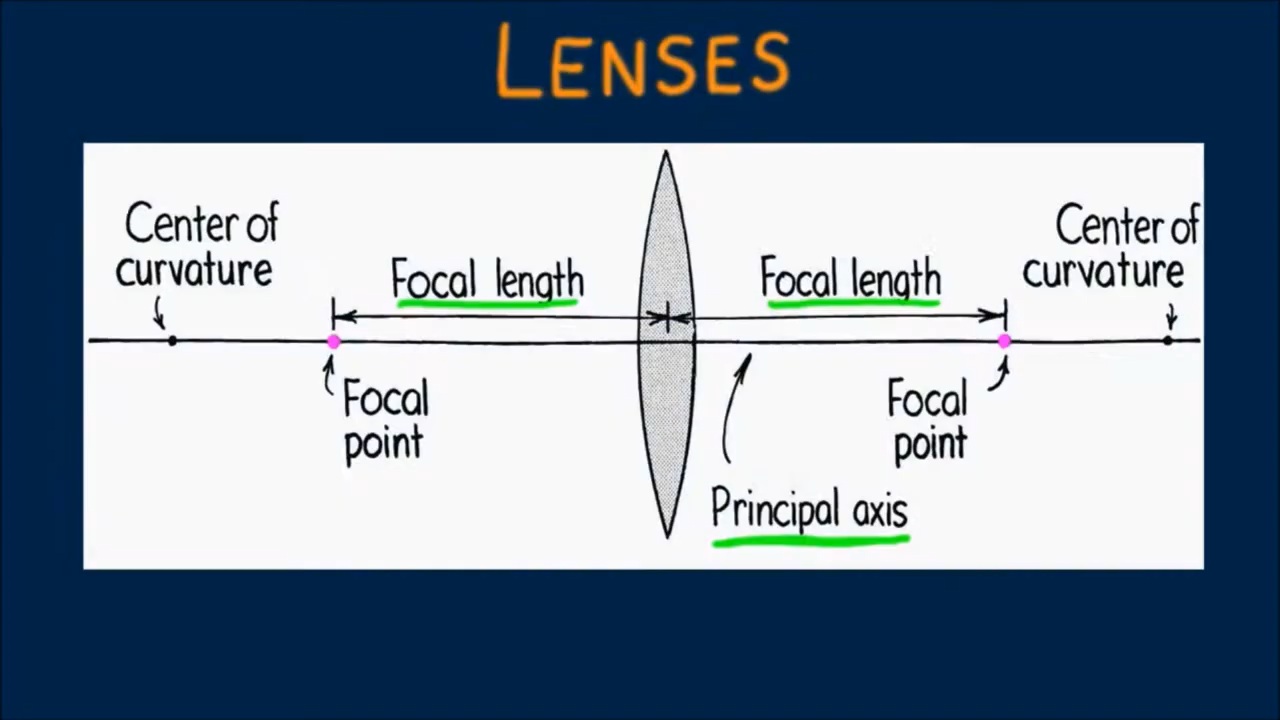 LENSES
Center of
curvature
Focal length
Focal length
Center of
curvature
Focal
point
Focal
point
Principal axis